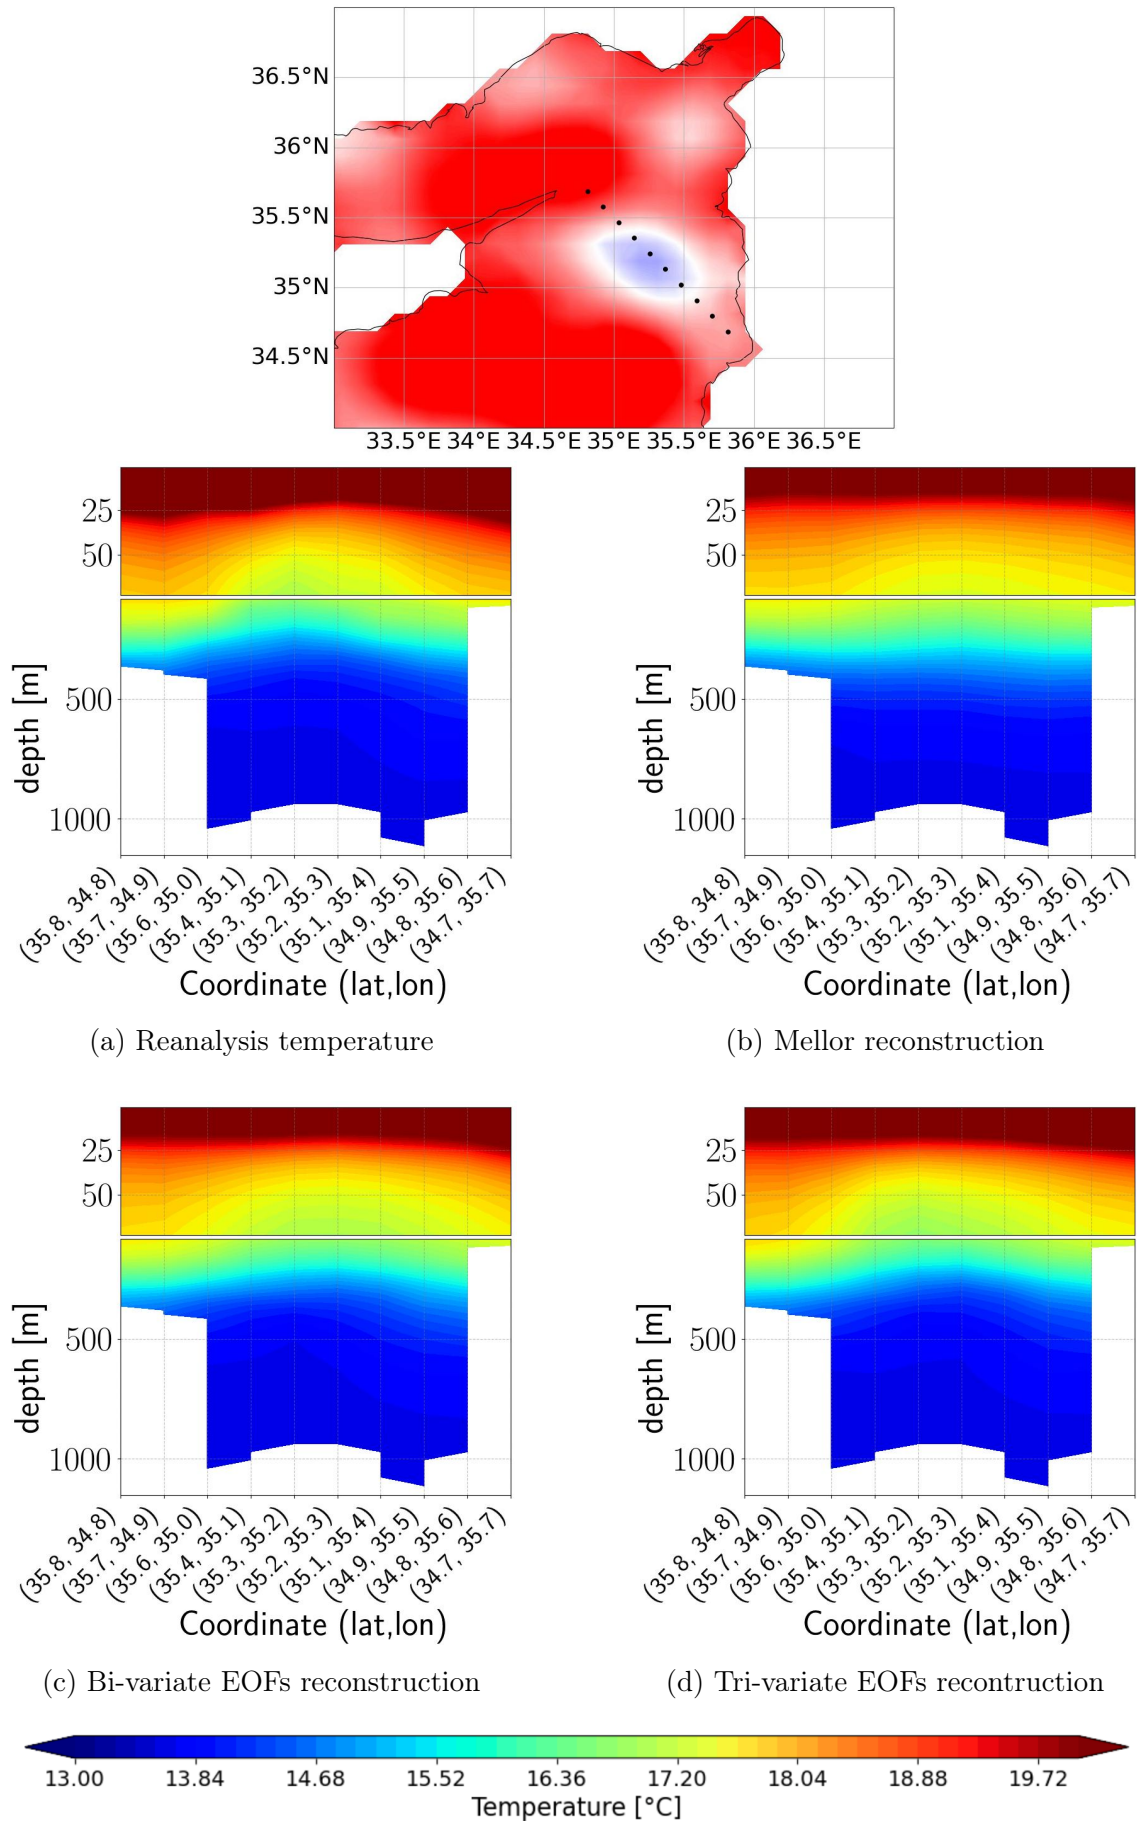 36.5°N
36°N
35.5°N
35°N
34.5°N
33.5°E 34°E 34.5°E 35°E 35.5°E 36°E 36.5°E
25
50
500
1000
depth [m]
(35.8, 34.8)
(35.7, 34.9)
(35.6, 35.0)
(35.4, 35.1)
(35.3, 35.2)
(35.2, 35.3)
(35.1, 35.4)
(34.9, 35.5)
(34.8, 35.6)
(34.7, 35.7)
Coordinate (lat,lon)
(a) Reanalysis temperature
25
50
500
1000
depth [m]
(35.8, 34.8)
(35.7, 34.9)
(35.6, 35.0)
(35.4, 35.1)
(35.3, 35.2)
(35.2, 35.3)
(35.1, 35.4)
(34.9, 35.5)
(34.8, 35.6)
(34.7, 35.7)
Coordinate (lat,lon)
(b) Mellor reconstruction
25
50
500
1000
depth [m]
(35.8, 34.8)
(35.7, 34.9)
(35.6, 35.0)
(35.4, 35.1)
(35.3, 35.2)
(35.2, 35.3)
(35.1, 35.4)
(34.9, 35.5)
(34.8, 35.6)
(34.7, 35.7)
Coordinate (lat,lon)
(c) Bi-variate EOFs reconstruction
25
50
500
1000
depth [m]
(35.8, 34.8)
(35.7, 34.9)
(35.6, 35.0)
(35.4, 35.1)
(35.3, 35.2)
(35.2, 35.3)
(35.1, 35.4)
(34.9, 35.5)
(34.8, 35.6)
(34.7, 35.7)
Coordinate (lat,lon)
(d) Tri-variate EOFs recontruction
13.00 13.84 14.68 15.52 16.36 17.20 18.04 18.88 19.72
Temperature [°C]